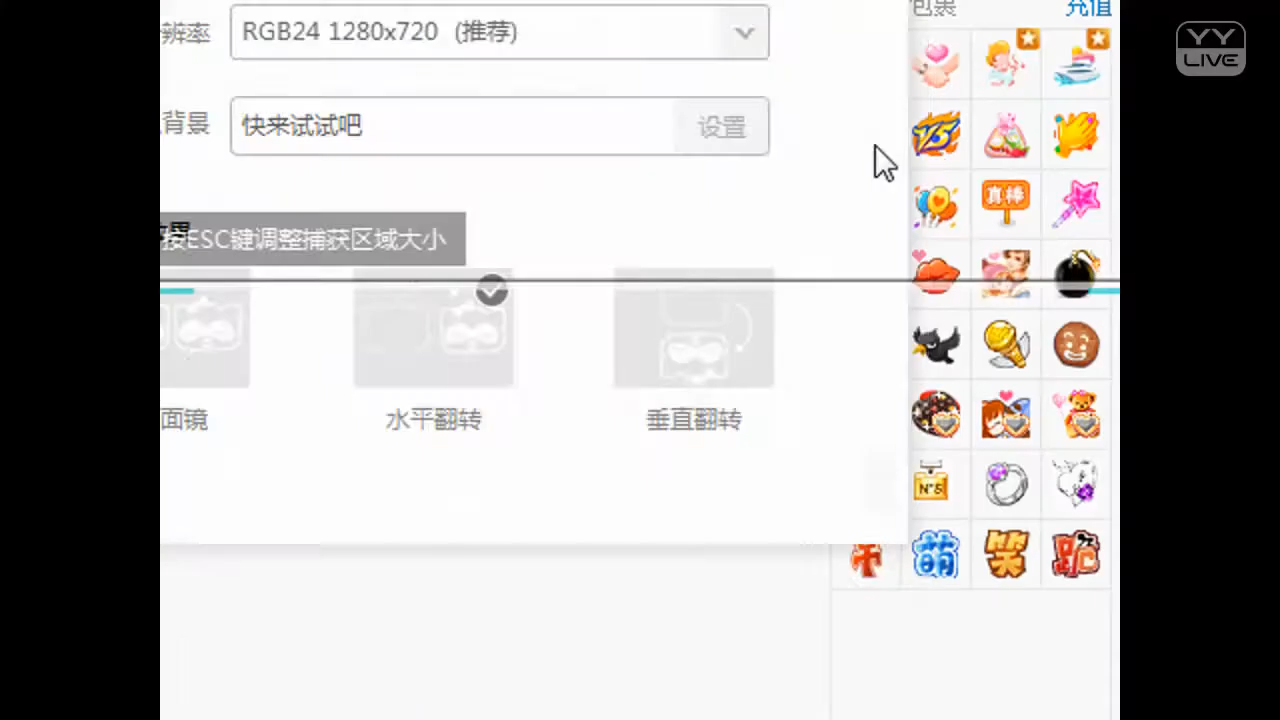 包裹
充值
YY
LIVE
辨率
RGB24 1280x720 (推荐)
背景
快来试试吧
设置
V5
真棒
按ESC键调整捕获区域大小
面镜
水平翻转
垂直翻转
N°5
萌
笑
跪